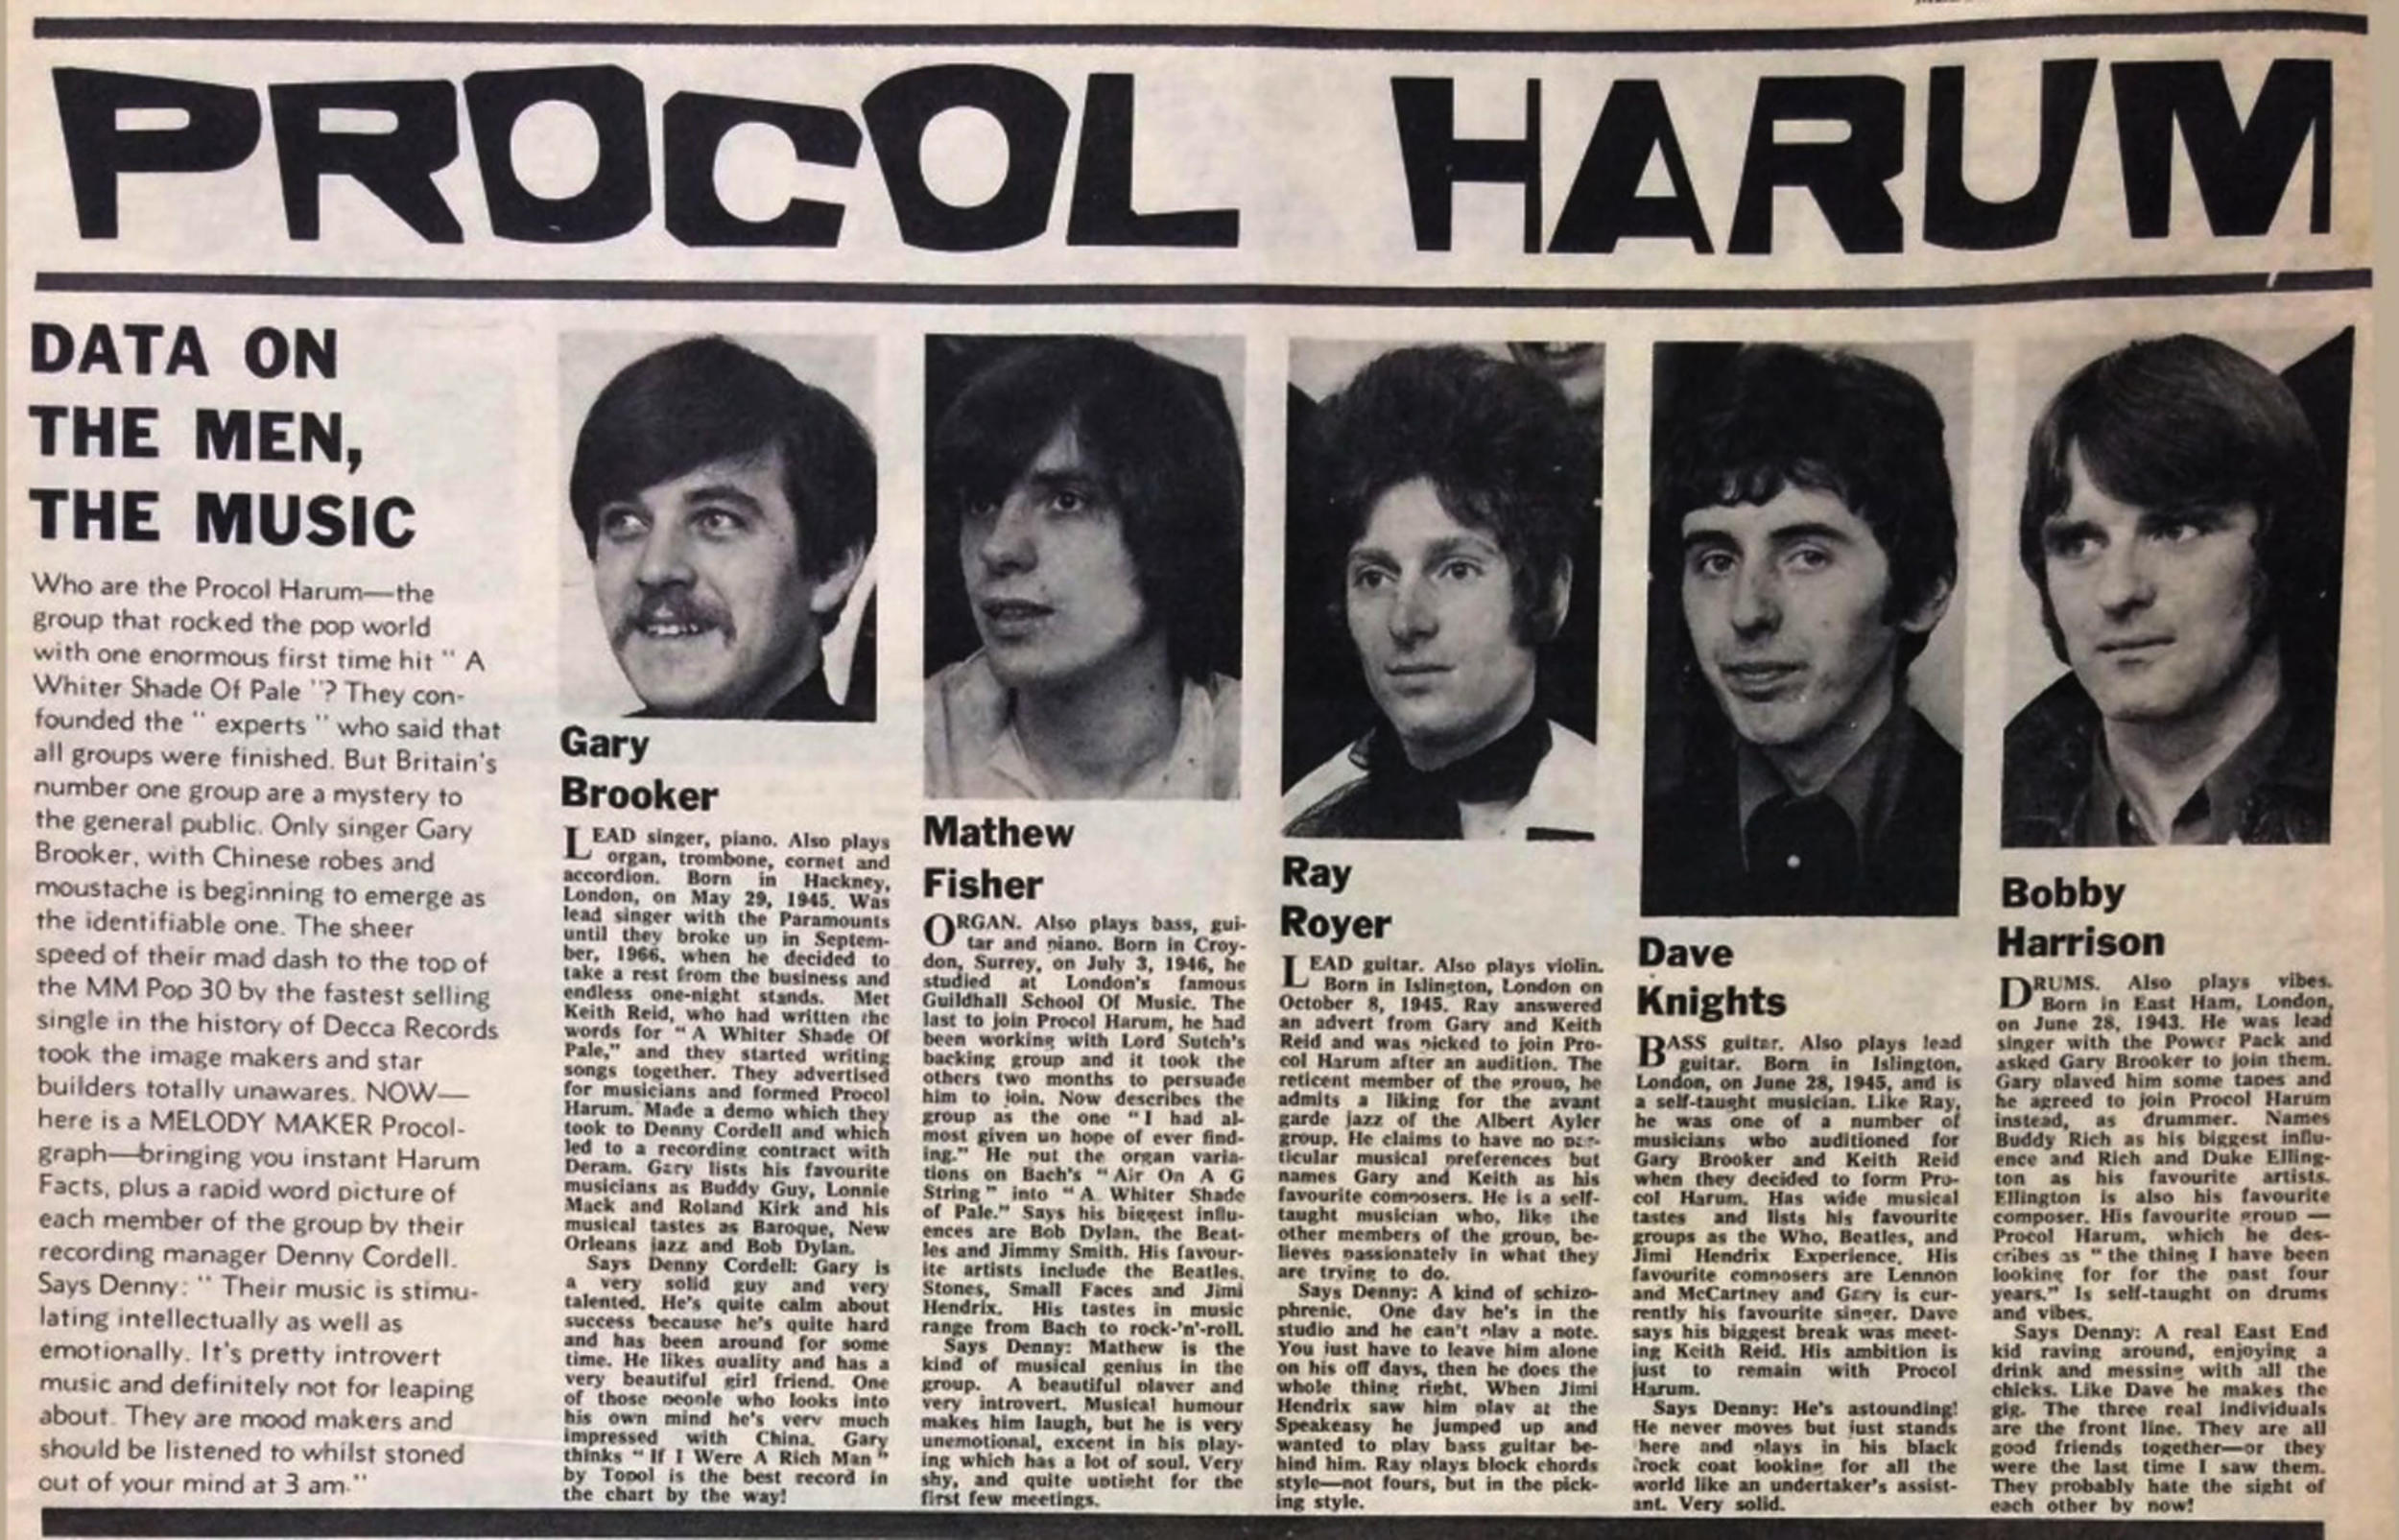 PROCOL HARUM
DATA ON
THE MEN,
THE MUSIC
Who are the Procol Harum—the
group that rocked the pop world
with one enormous first time hit " A
Whiter Shade Of Pale "? They con-
founded the " experts " who said that
all groups were finished. But Britain's
number one group are a mystery to
the general public. Only singer Gary
Brooker, with Chinese robes and
moustache is beginning to emerge as
the identifiable one. The sheer
speed of their mad dash to the top of
the MM Pop 30 by the fastest selling
single in the history of Decca Records
took the image makers and star
builders totally unawares. NOW—
here is a MELODY MAKER Procol-
graph—bringing you instant Harum
Facts, plus a rapid word picture of
each member of the group by their
recording manager Denny Cordell.
Says Denny: " Their music is stimu-
lating intellectually as well as
emotionally. It's pretty introvert
music and definitely not for leaping
about. They are mood makers and
should be listened to whilst stoned
out of your mind at 3 am."
Gary
Brooker
LEAD singer, piano. Also plays
organ, trombone, cornet and
accordion. Born in Hackney,
London, on May 29, 1945. Was
lead singer with the Paramounts
until they broke up in Septem-
ber, 1966, when he decided to
take a rest from the business and
endless one-night stands. Met
Keith Reid, who had written the
words for " A Whiter Shade Of
Pale," and they started writing
songs together. They advertised
for musicians and formed Procol
Harum. Made a demo which they
took to Denny Cordell and which
led to a recording contract with
Deram. Gary lists his favourite
musicians as Buddy Guy, Lonnie
Mack and Roland Kirk and his
musical tastes as Baroque, New
Orleans jazz and Bob Dylan.
Says Denny Cordell: Gary is
a very solid guy and very
talented. He's quite calm about
success because he's quite hard
and has been around for some
time. He likes quality and has a
very beautiful girl friend. One
of those people who looks into
his own mind he's very much
impressed with China. Gary
thinks " If I Were A Rich Man "
by Topol is the best record in
the chart by the way!
Mathew
Fisher
ORGAN. Also plays bass, gui-
tar and piano. Born in Croy-
don, Surrey, on July 3, 1946, he
studied at London's famous
Guildhall School Of Music. The
last to join Procol Harum, he had
been working with Lord Sutch's
backing group and it took the
others two months to persuade
him to join. Now describes the
group as the one " I had al-
most given up hope of ever find-
ing." He put the organ varia-
tions on Bach's " Air On A G
String " into " A Whiter Shade
of Pale." Says his biggest influ-
ences are Bob Dylan, the Beat-
les and Jimmy Smith. His favour-
ite artists include the Beatles,
Stones, Small Faces and Jimi
Hendrix. His tastes in music
range from Bach to rock-'n'-roll.
Says Denny: Mathew is the
kind of musical genius in the
group. A beautiful player and
very introvert. Musical humour
makes him laugh, but he is very
unemotional, except in his play-
ing which has a lot of soul. Very
shy, and quite uptight for the
first few meetings.
Ray
Royer
LEAD guitar. Also plays violin.
Born in Islington, London on
October 8, 1945. Ray answered
an advert from Gary and Keith
Reid and was picked to join Pro-
col Harum after an audition. The
reticent member of the group, he
admits a liking for the avant
garde jazz of the Albert Ayler
group. He claims to have no par-
ticular musical preferences but
names Gary and Keith as his
favourite composers. He is a self-
taught musician who, like the
other members of the group, be-
lieves passionately in what they
are trying to do.
Says Denny: A kind of schizo-
phrenic. One day he's in the
studio and he can't play a note.
You just have to leave him alone
on his off days, then he does the
whole thing right. When Jimi
Hendrix saw him play at the
Speakeasy he jumped up and
wanted to play bass guitar be-
hind him. Ray plays block chords
style—not fours, but in the pick-
ing style.
Dave
Knights
BASS guitar. Also plays lead
guitar. Born in Islington,
London, on June 28, 1945, and is
a self-taught musician. Like Ray,
he was one of a number of
musicians who auditioned for
Gary Brooker and Keith Reid
when they decided to form Pro-
col Harum. Has wide musical
tastes and lists his favourite
groups as the Who, Beatles, and
Jimi Hendrix Experience. His
favourite composers are Lennon
and McCartney and Gary is cur-
rently his favourite singer. Dave
says his biggest break was meet-
ing Keith Reid. His ambition is
just to remain with Procol
Harum.
Says Denny: He's astounding!
He never moves but just stands
here and plays in his black
frock coat looking for all the
world like an undertaker's assist-
ant. Very solid.
Bobby
Harrison
DRUMS. Also plays vibes.
Born in East Ham, London,
on June 28, 1943. He was lead
singer with the Power Pack and
asked Gary Brooker to join them.
Gary played him some tapes and
he agreed to join Procol Harum
instead, as drummer. Names
Buddy Rich as his biggest influ-
ence and Rich and Duke Elling-
ton as his favourite artists.
Ellington is also his favourite
composer. His favourite group —
Procol Harum, which he des-
cribes as " the thing I have been
looking for for the past four
years." Is self-taught on drums
and vibes.
Says Denny: A real East End
kid raving around, enjoying a
drink and messing with all the
chicks. Like Dave he makes the
gig. The three real individuals
are the front line. They are all
good friends together—or they
were the last time I saw them.
They probably hate the sight of
each other by now!